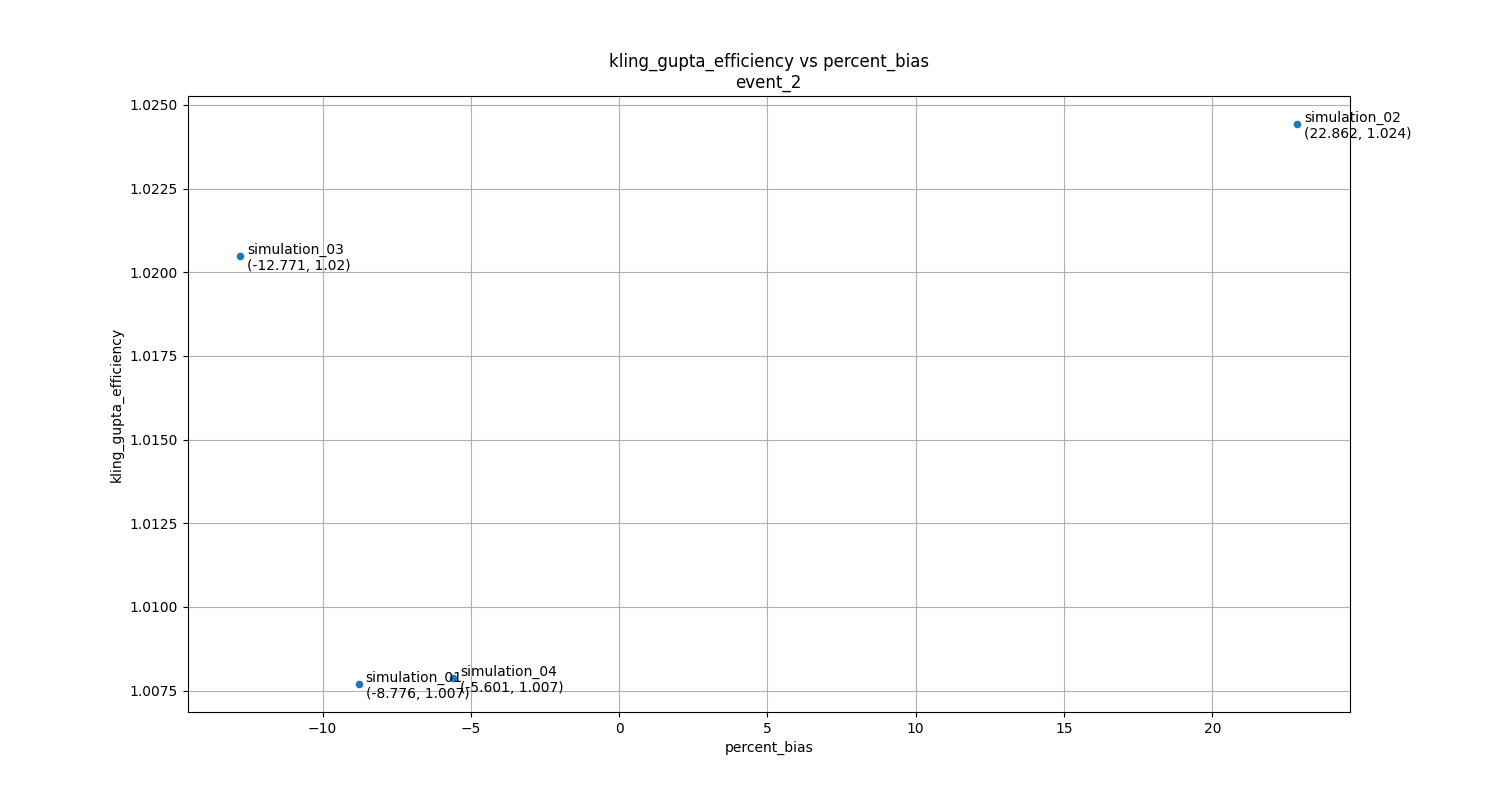 kling_gupta_efficiency vs percent_bias
event_2
1.0250
1.0225
1.0200
1.0175
1.0150
1.0125
1.0100
1.0075
kling_gupta_efficiency
simulation_02
(22.862, 1.024)
simulation_03
(-12.771, 1.02)
simulation_01
(-8.776, 1.007)
simulation_04
(-5.601, 1.007)
−10
−5
0
5
10
15
20
percent_bias